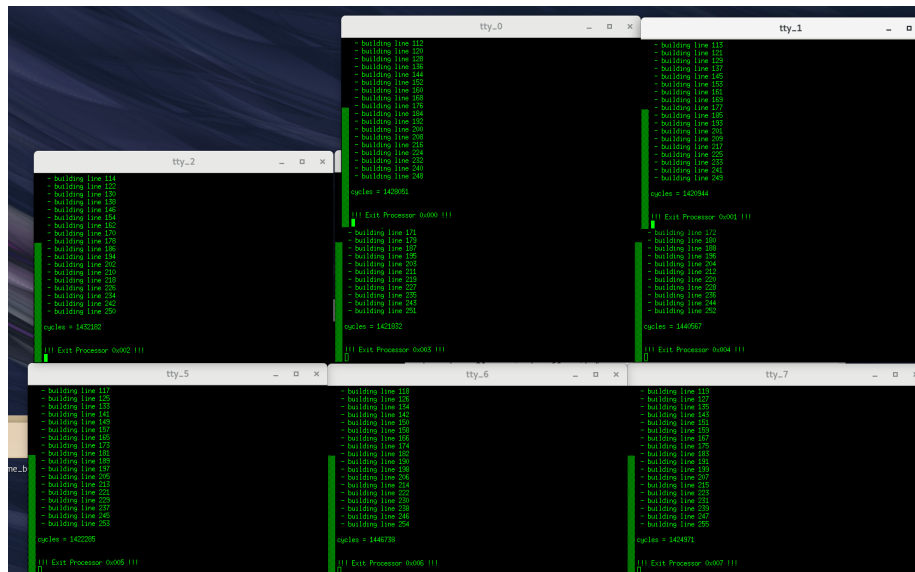 tty_0
- building line 112
- building line 120
- building line 128
- building line 136
- building line 144
- building line 152
- building line 160
- building line 168
- building line 176
- building line 184
- building line 192
- building line 200
- building line 208
- building line 216
- building line 224
- building line 232
- building line 240
- building line 248
cycles = 1428051
!!! Exit Processor 0x000 !!!
tty_1
- building line 113
- building line 121
- building line 129
- building line 137
- building line 145
- building line 153
- building line 161
- building line 169
- building line 177
- building line 185
- building line 193
- building line 201
- building line 209
- building line 217
- building line 225
- building line 233
- building line 241
- building line 249
cycles = 1420944
!!! Exit Processor 0x001 !!!
tty_2
- building line 114
- building line 122
- building line 130
- building line 138
- building line 146
- building line 154
- building line 162
- building line 170
- building line 178
- building line 186
- building line 194
- building line 202
- building line 210
- building line 218
- building line 226
- building line 234
- building line 242
- building line 250
cycles = 1432182
!!! Exit Processor 0x002 !!!
- building line 171
- building line 179
- building line 187
- building line 195
- building line 203
- building line 211
- building line 219
- building line 227
- building line 235
- building line 243
- building line 251
cycles = 1421832
!!! Exit Processor 0x003 !!!
- building line 172
- building line 180
- building line 188
- building line 196
- building line 204
- building line 212
- building line 220
- building line 228
- building line 236
- building line 244
- building line 252
cycles = 1440567
!!! Exit Processor 0x004 !!!
tty_5
- building line 117
- building line 125
- building line 133
- building line 141
- building line 149
- building line 157
- building line 165
- building line 173
- building line 181
- building line 189
- building line 197
- building line 205
- building line 213
- building line 221
- building line 229
- building line 237
- building line 245
- building line 253
cycles = 1422285
!!! Exit Processor 0x005 !!!
tty_6
- building line 118
- building line 126
- building line 134
- building line 142
- building line 150
- building line 158
- building line 166
- building line 174
- building line 182
- building line 190
- building line 198
- building line 206
- building line 214
- building line 222
- building line 230
- building line 238
- building line 246
- building line 254
cycles = 1446738
!!! Exit Processor 0x006 !!!
tty_7
- building line 119
- building line 127
- building line 135
- building line 143
- building line 151
- building line 159
- building line 167
- building line 175
- building line 183
- building line 191
- building line 199
- building line 207
- building line 215
- building line 223
- building line 231
- building line 239
- building line 247
- building line 255
cycles = 1424971
!!! Exit Processor 0x007 !!!
me_b